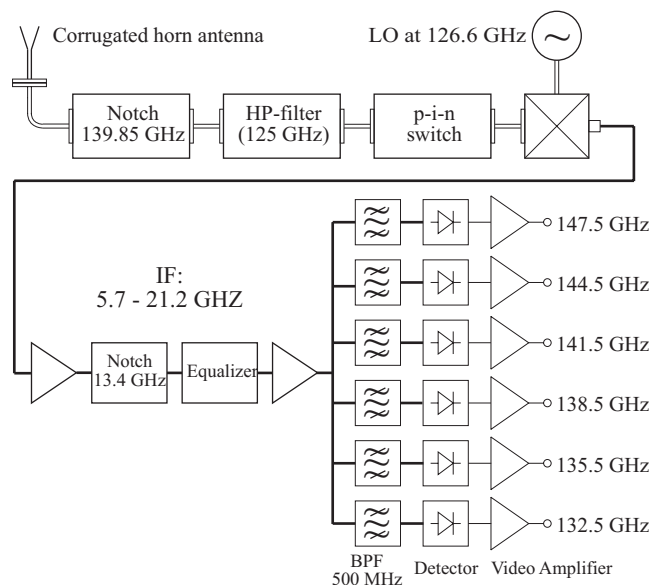 Corrugated horn antenna
LO at 126.6 GHz
~
Notch
139.85 GHz
HP-filter
(125 GHz)
p-i-n
switch
147.5 GHz
IF:
5.7 - 21.2 GHZ
144.5 GHz
141.5 GHz
Notch
13.4 GHz
Equalizer
138.5 GHz
135.5 GHz
132.5 GHz
BPF
500 MHz
Detector
Video Amplifier